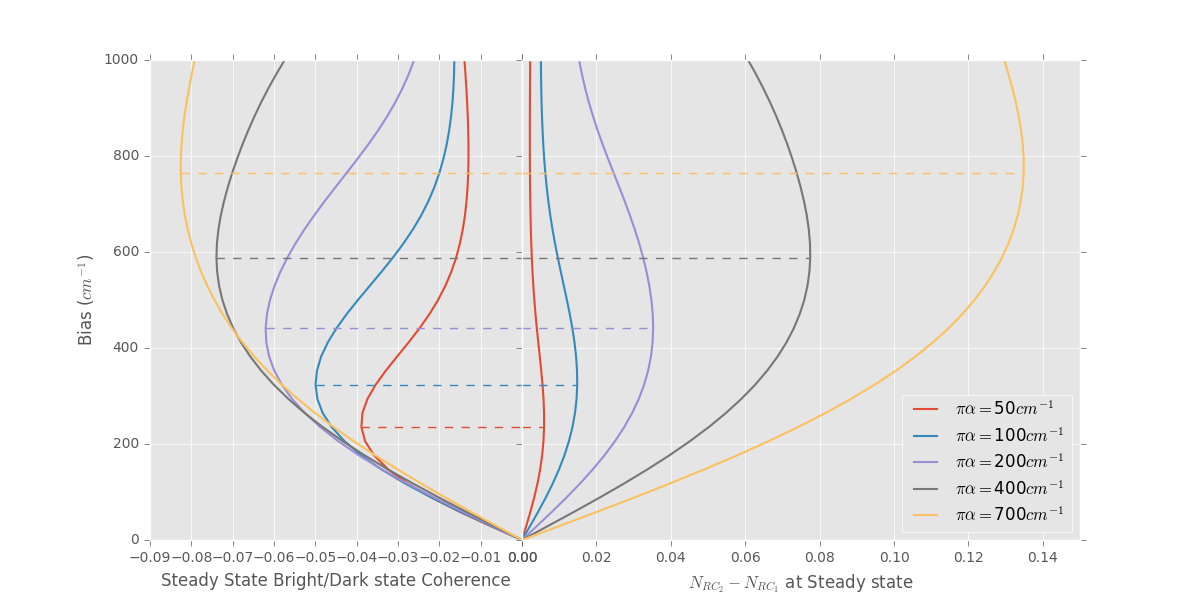 1000
800
600
400
200
0
Bias (cm⁻¹)
−0.09 −0.08 −0.07 −0.06 −0.05 −0.04 −0.03 −0.02 −0.01 0.00
0.00 0.02 0.04 0.06 0.08 0.10 0.12 0.14
Steady State Bright/Dark state Coherence
N_{RC_2} − N_{RC_1} at Steady state
πα = 50cm⁻¹
πα = 100cm⁻¹
πα = 200cm⁻¹
πα = 400cm⁻¹
πα = 700cm⁻¹